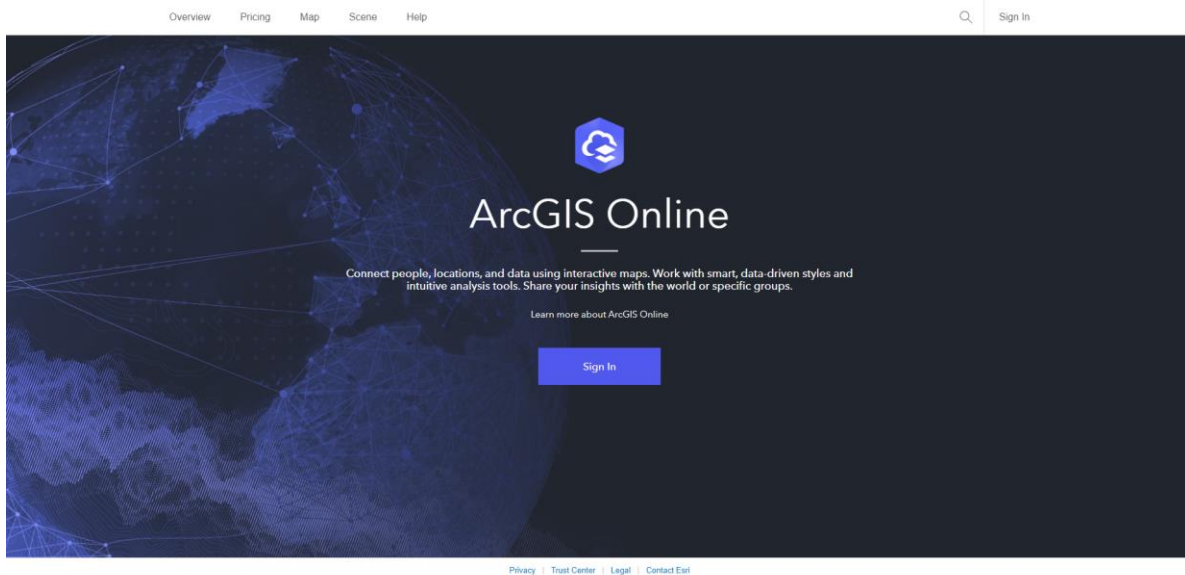 Overview Pricing Map Scene Help Sign In
ArcGIS Online
Connect people, locations, and data using interactive maps. Work with smart, data-driven styles and
intuitive analysis tools. Share your insights with the world or specific groups.
Learn more about ArcGIS Online
Sign In
Privacy | Trust Center | Legal | Contact Esri